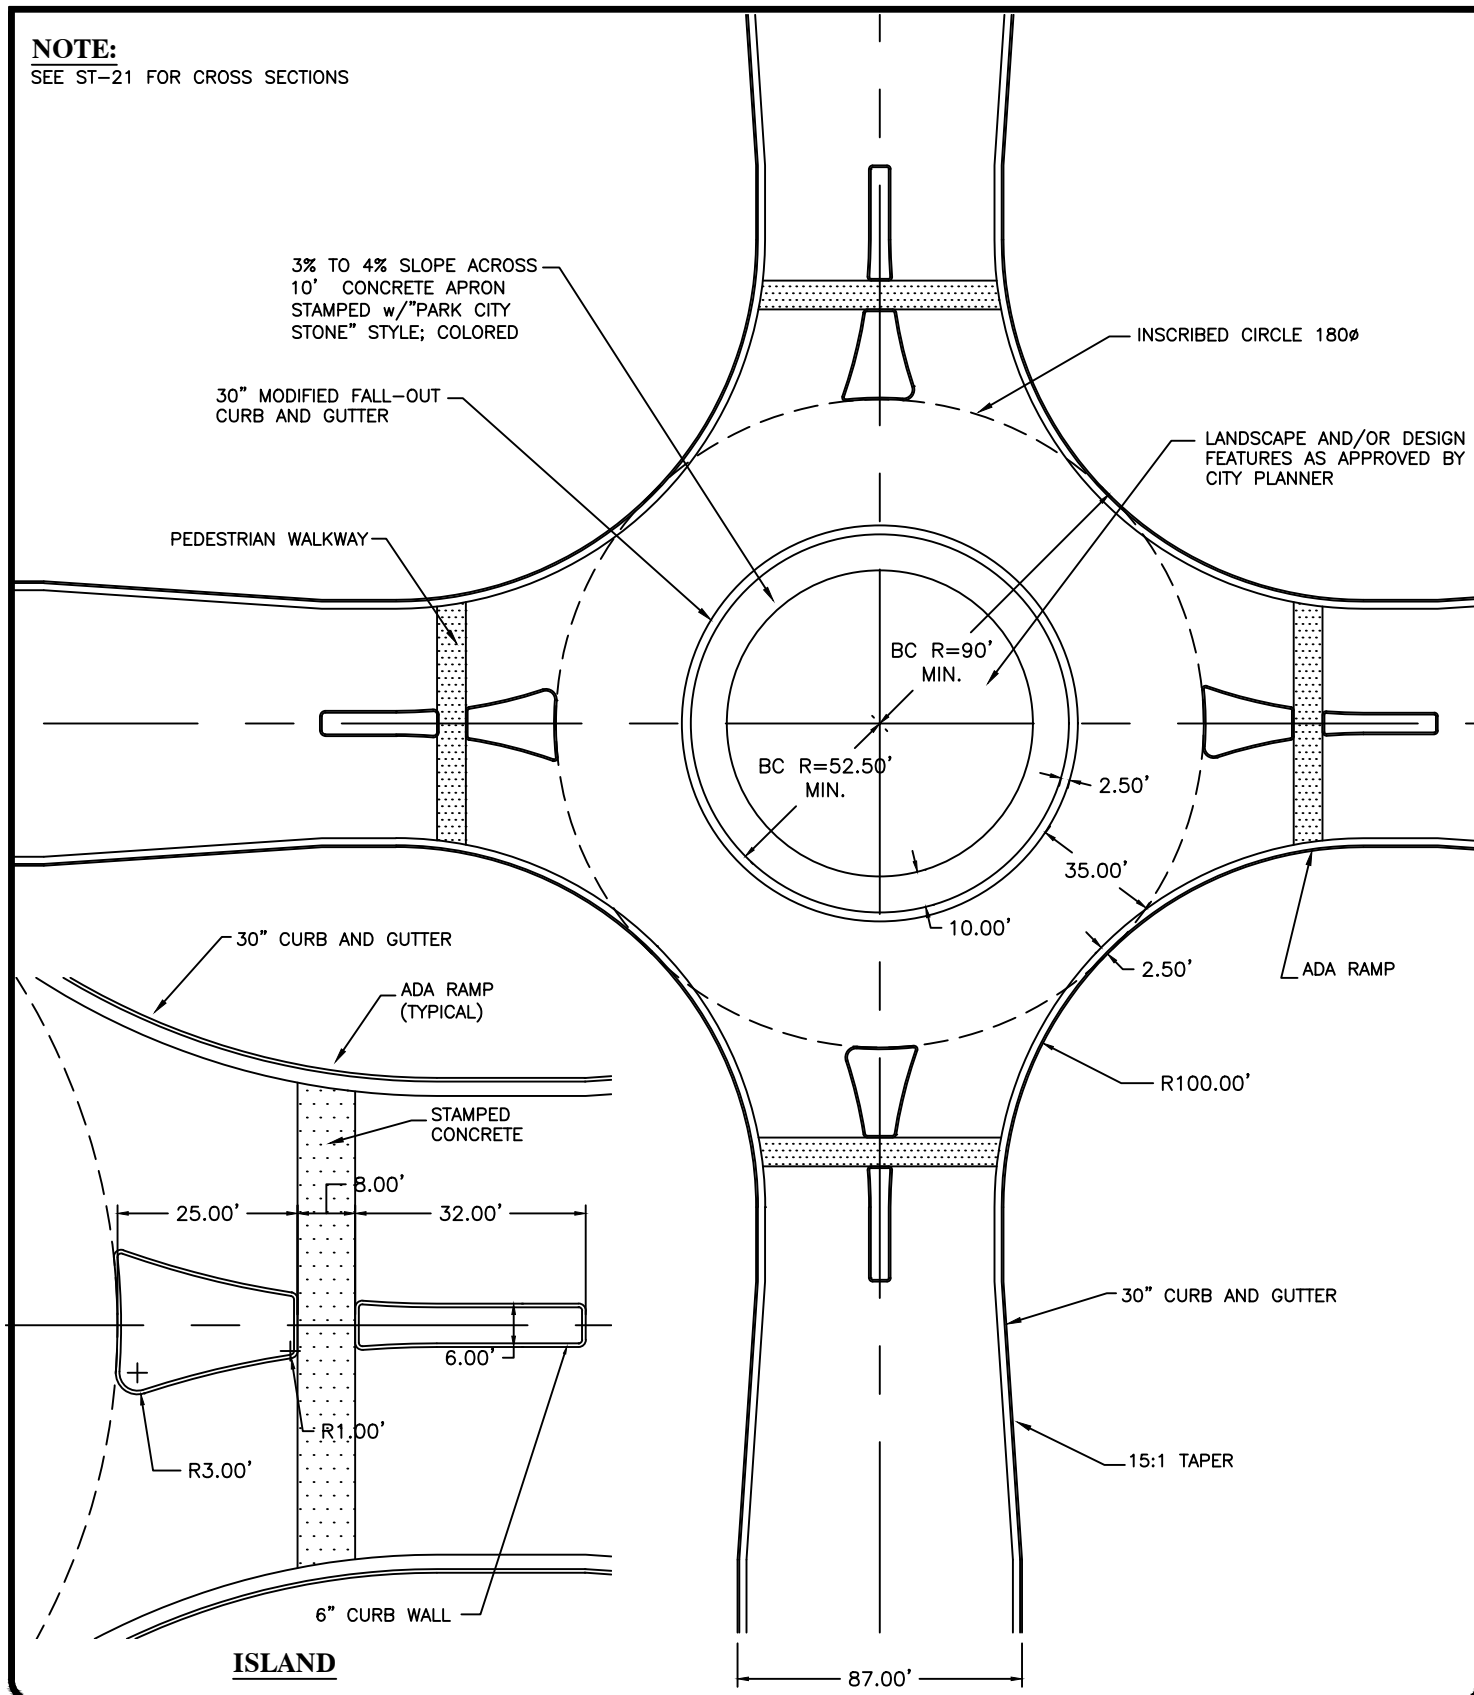 NOTE:
SEE ST-21 FOR CROSS SECTIONS
3% TO 4% SLOPE ACROSS
10' CONCRETE APRON
STAMPED w/"PARK CITY
STONE" STYLE; COLORED
INSCRIBED CIRCLE 180ø
30" MODIFIED FALL-OUT
CURB AND GUTTER
LANDSCAPE AND/OR DESIGN
FEATURES AS APPROVED BY
CITY PLANNER
PEDESTRIAN WALKWAY
BC R=90'
MIN.
BC R=52.50'
MIN.
2.50'
35.00'
10.00'
2.50'
ADA RAMP
R100.00'
30" CURB AND GUTTER
15:1 TAPER
87.00'
30" CURB AND GUTTER
ADA RAMP
(TYPICAL)
STAMPED
CONCRETE
8.00'
25.00'
32.00'
6.00'
R1.00'
R3.00'
6" CURB WALL
ISLAND